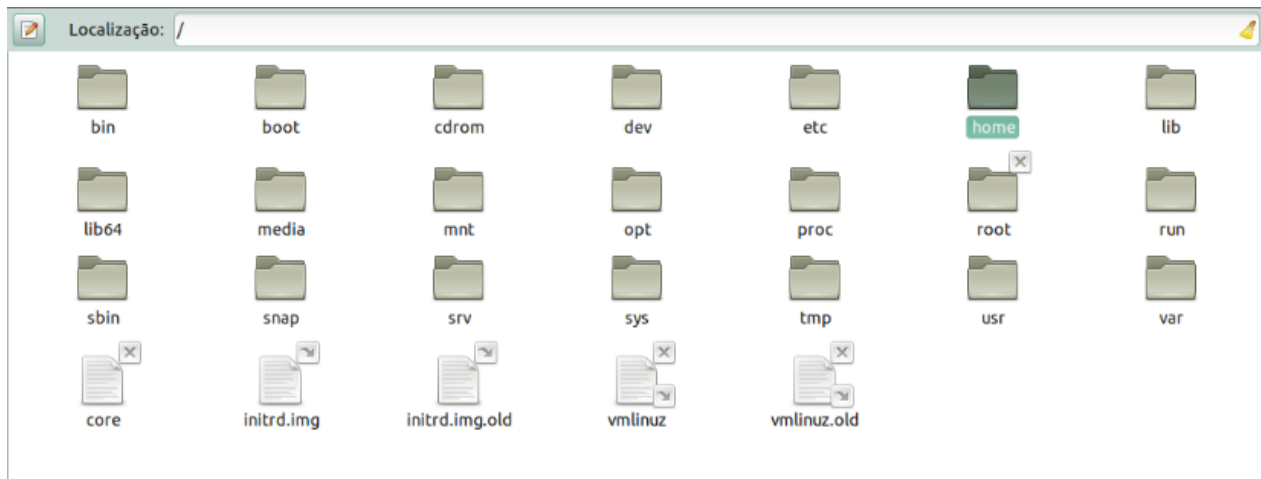 Localização: /
bin boot cdrom dev etc home lib
lib64 media mnt opt proc root run
sbin snap srv sys tmp usr var
core initrd.img initrd.img.old vmlinuz vmlinuz.old